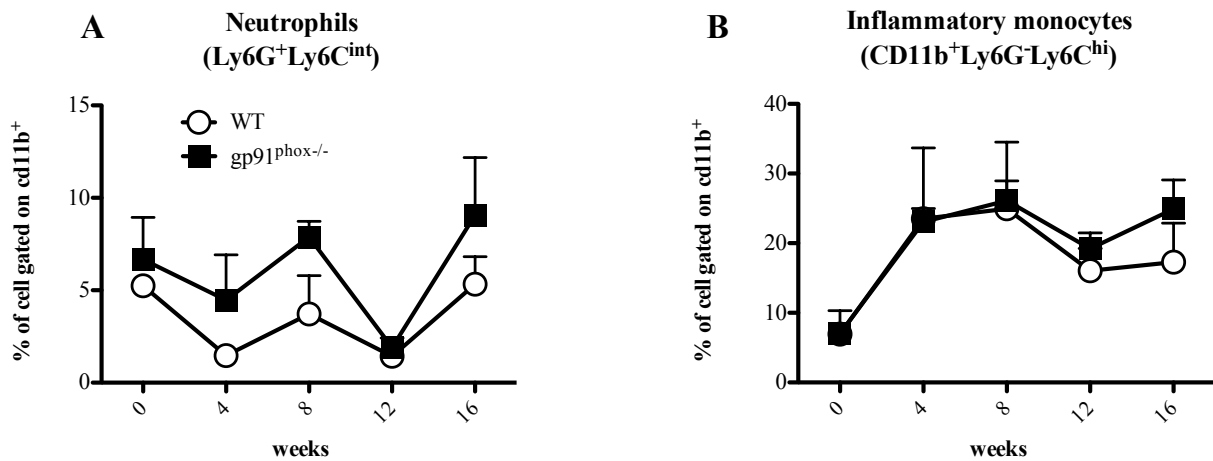 A
Neutrophils
(Ly6G⁺Ly6Cⁱⁿᵗ)
% of cell gated on cd11b⁺
15
10
5
0
WT
gp91ᵖʰᵒˣ⁻/⁻
0
4
8
12
16
weeks
B
Inflammatory monocytes
(CD11b⁺Ly6G⁻Ly6Cʰⁱ)
% of cell gated on cd11b⁺
40
30
20
10
0
0
4
8
12
16
weeks